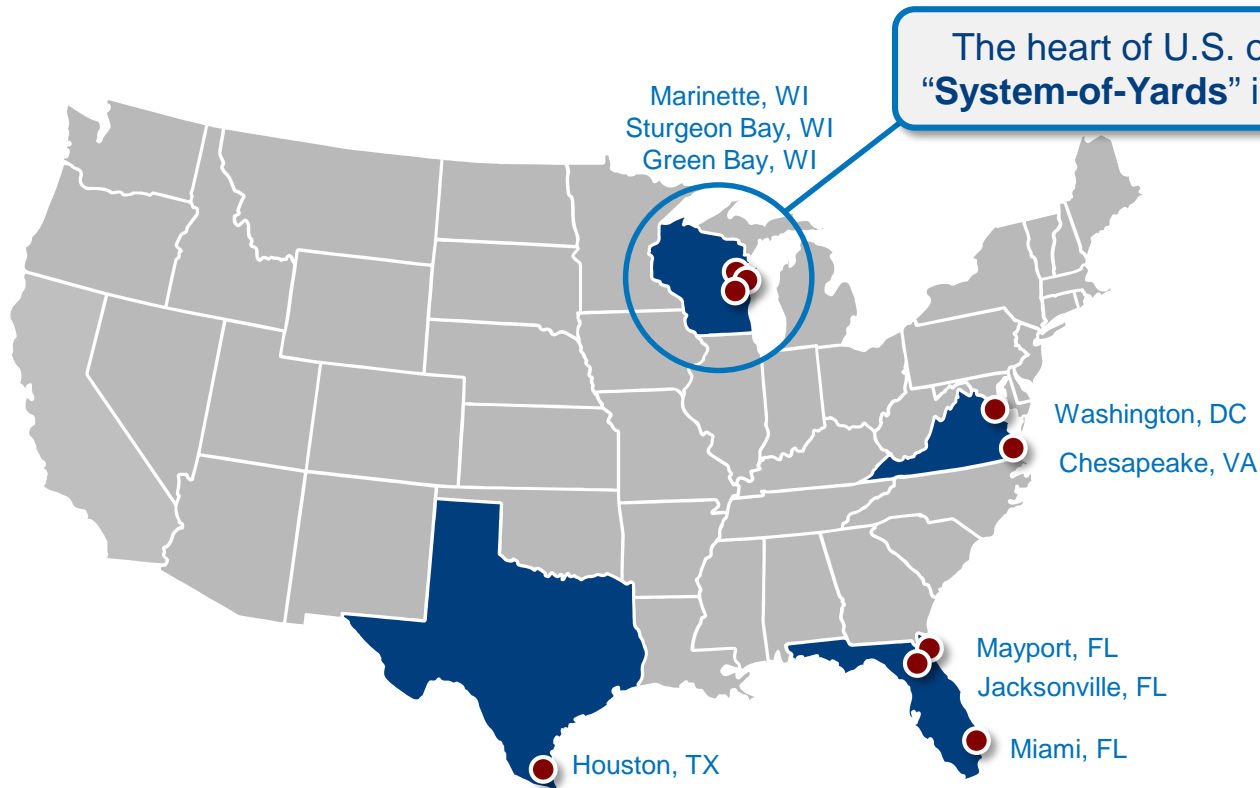 The heart of U.S. 
“System-of-Yards”
Marinette, WI
Sturgeon Bay, WI
Green Bay, WI
Washington, DC
Chesapeake, VA
Mayport, FL
Jacksonville, FL
Miami, FL
Houston, TX